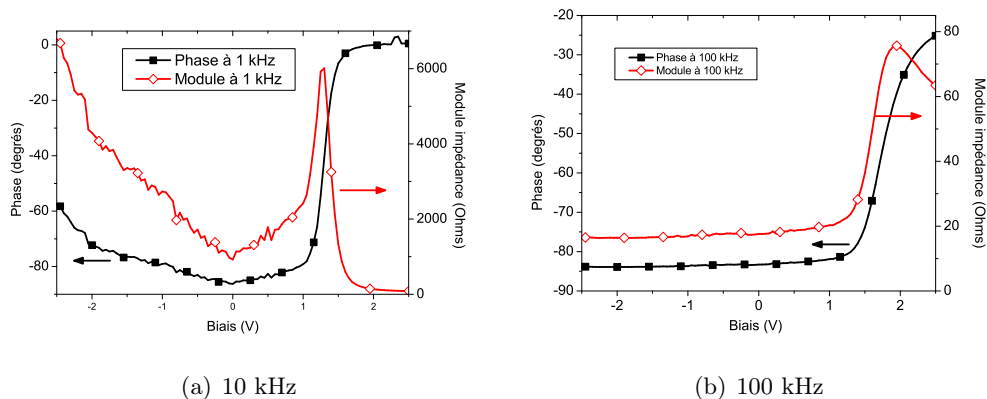 Phase à 1 kHz
Module à 1 kHz
Phase (degrés)
0
-20
-40
-60
-80
-2
-1
0
1
2
Biais (V)
0
2000
4000
6000
Module impédance (Ohms)
(a) 10 kHz
Phase à 100 kHz
Module à 100 kHz
Phase (degrés)
-20
-30
-40
-50
-60
-70
-80
-90
-2
-1
0
1
2
Biais (V)
0
20
40
60
80
Module impédance (Ohms)
(b) 100 kHz